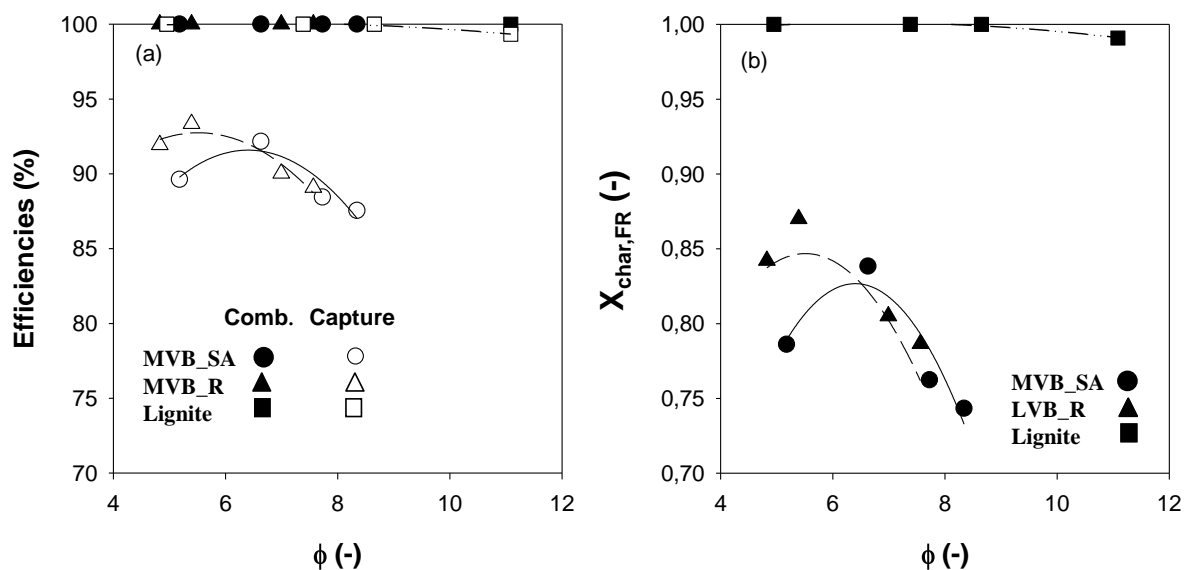 100
95
90
85
80
75
70
Efficiencies (%)
(a)
Comb. Capture
MVB_SA
MVB_R
Lignite
4 6 8 10 12
ϕ (-)
1,00
0,95
0,90
0,85
0,80
0,75
0,70
Xchar,FR (-)
(b)
MVB_SA
LVB_R
Lignite
4 6 8 10 12
ϕ (-)